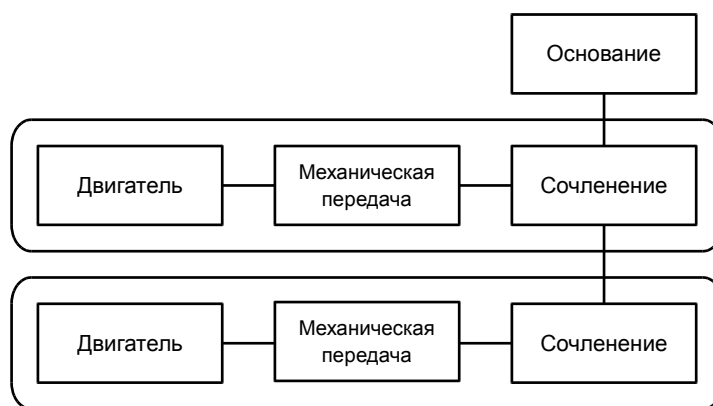 Основание
Двигатель
Механическая
передача
Сочленение
Двигатель
Механическая
передача
Сочленение